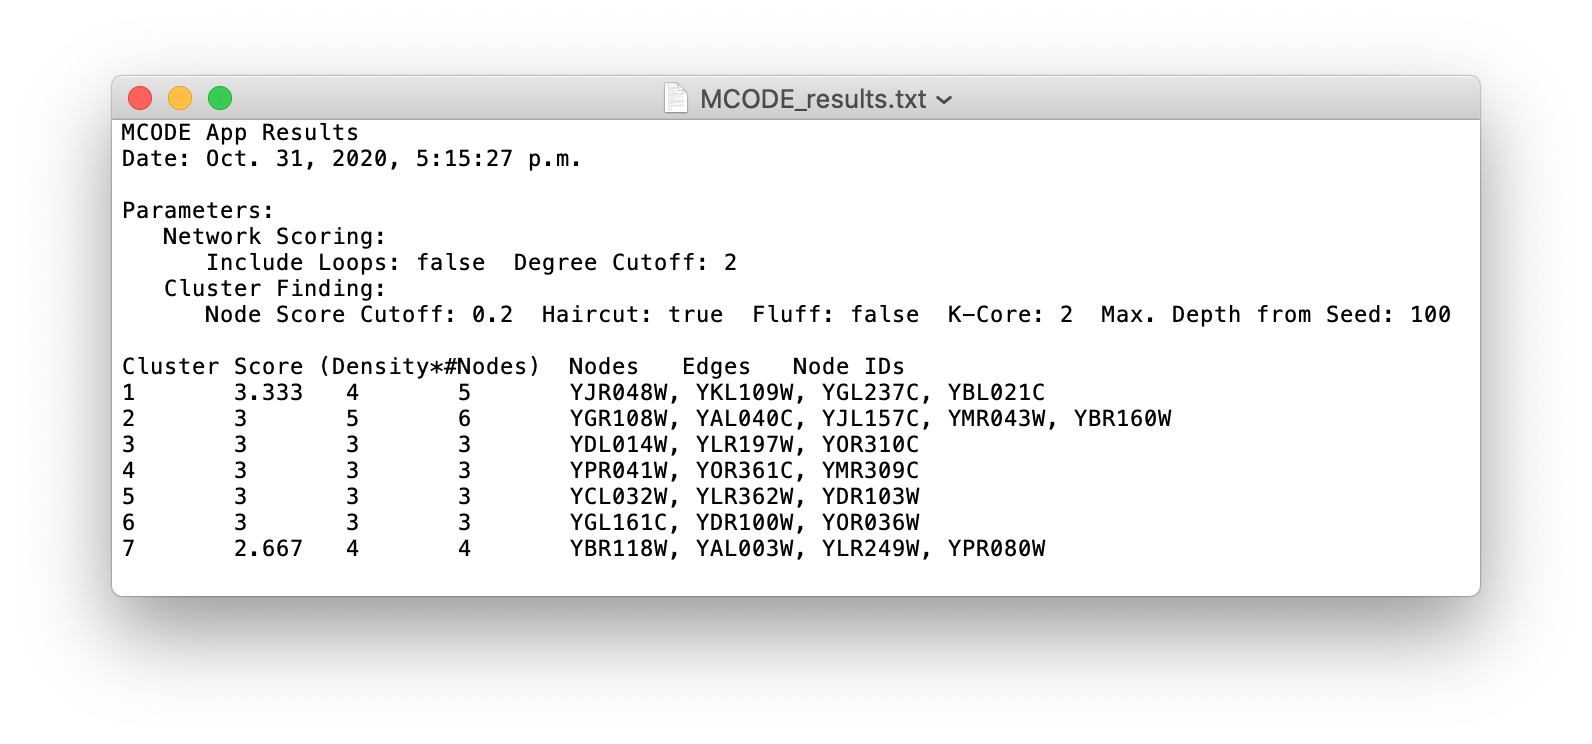 MCODE_results.txt
MCODE App Results
Date: Oct. 31, 2020, 5:15:27 p.m.
Parameters:
Network Scoring:
Include Loops: false  Degree Cutoff: 2
Cluster Finding:
Node Score Cutoff: 0.2  Haircut: true  Fluff: false  K-Core: 2  Max. Depth from Seed: 100
Cluster Score (Density*#Nodes)  Nodes   Edges   Node IDs
1       3.333   4       5       YJR048W, YKL109W, YGL237C, YBL021C
2       3       5       6       YGR108W, YAL040C, YJL157C, YMR043W, YBR160W
3       3       3       3       YDL014W, YLR197W, YOR310C
4       3       3       3       YPR041W, YOR361C, YMR309C
5       3       3       3       YCL032W, YLR362W, YDR103W
6       3       3       3       YGL161C, YDR100W, YOR036W
7       2.667   4       4       YBR118W, YAL003W, YLR249W, YPR080W